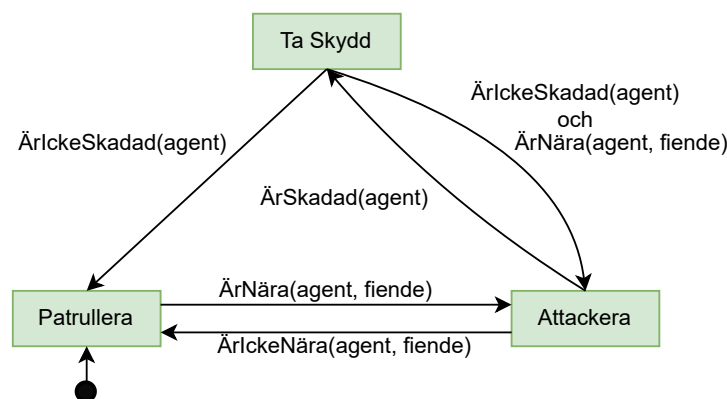 Ta Skydd
ÄrIckeSkadad(agent)
och
ÄrNära(agent, fiende)
ÄrIckeSkadad(agent)
ÄrSkadad(agent)
ÄrNära(agent, fiende)
Patrullera
Attackera
ÄrIckeNära(agent, fiende)